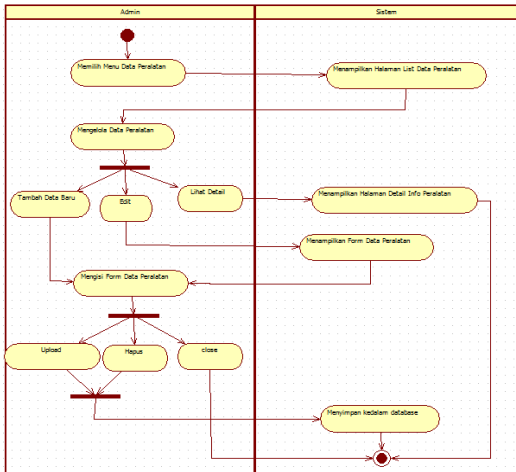 Admin
Sistem
Memilih Menu Data Peralatan
Menampilkan Halaman List Data Peralatan
Mengelola Data Peralatan
Tambah Data Baru
Edit
Lihat Detail
Menampilkan Halaman Detail Info Peralatan
Menampilkan Form Data Peralatan
Mengisi Form Data Peralatan
Upload
Hapus
close
Menyimpan kedalam database